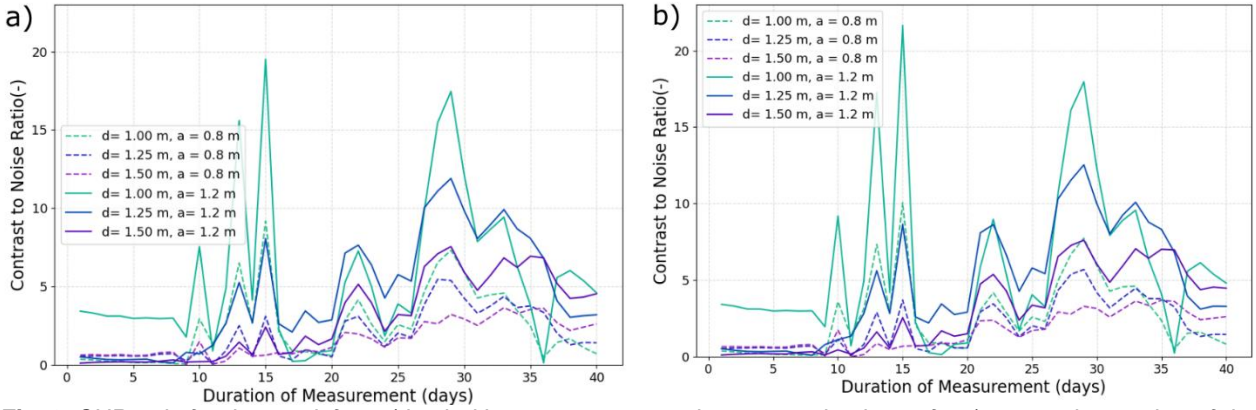 a)
Contrast to Noise Ratio(-)
20
15
10
5
0
d= 1.00 m, a = 0.8 m
d= 1.25 m, a = 0.8 m
d= 1.50 m, a = 0.8 m
d= 1.00 m, a= 1.2 m
d= 1.25 m, a= 1.2 m
d= 1.50 m, a= 1.2 m
0 5 10 15 20 25 30 35 40
Duration of Measurement (days)
b)
Contrast to Noise Ratio(-)
20
15
10
5
0
d= 1.00 m, a = 0.8 m
d= 1.25 m, a = 0.8 m
d= 1.50 m, a = 0.8 m
d= 1.00 m, a= 1.2 m
d= 1.25 m, a= 1.2 m
d= 1.50 m, a= 1.2 m
0 5 10 15 20 25 30 35 40
Duration of Measurement (days)